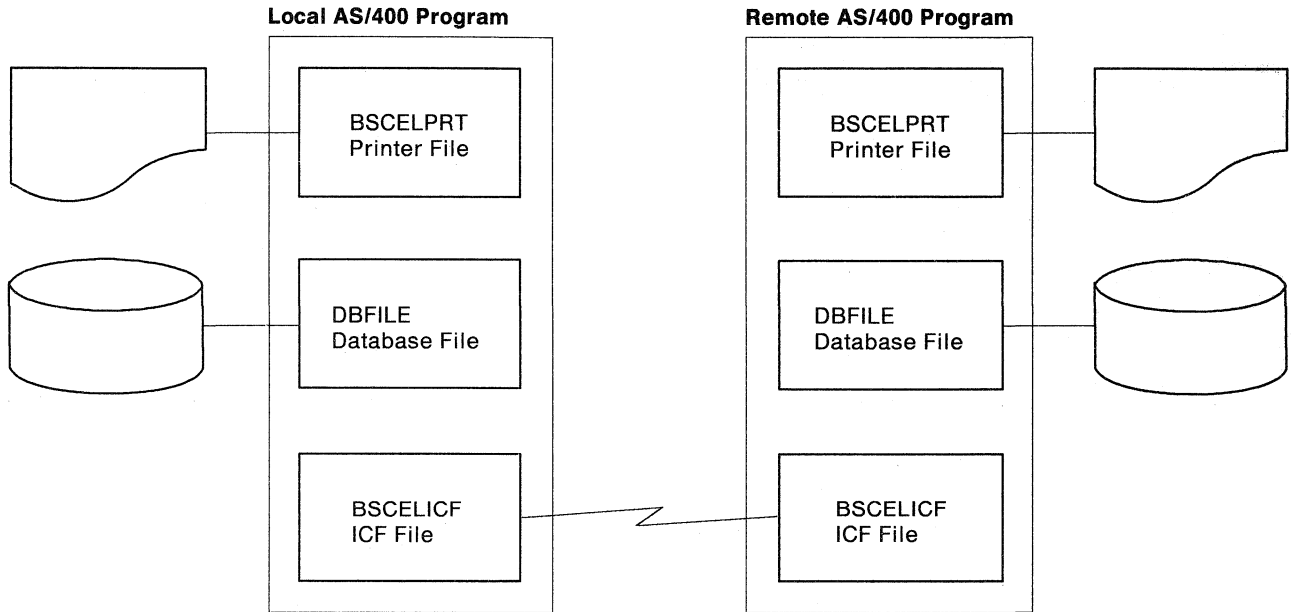 Local AS/400 Program
Remote AS/400 Program
BSCELPRT
Printer File
BSCELPRT
Printer File
DBFILE
Database File
DBFILE
Database File
BSCELICF
ICF File
BSCELICF
ICF File